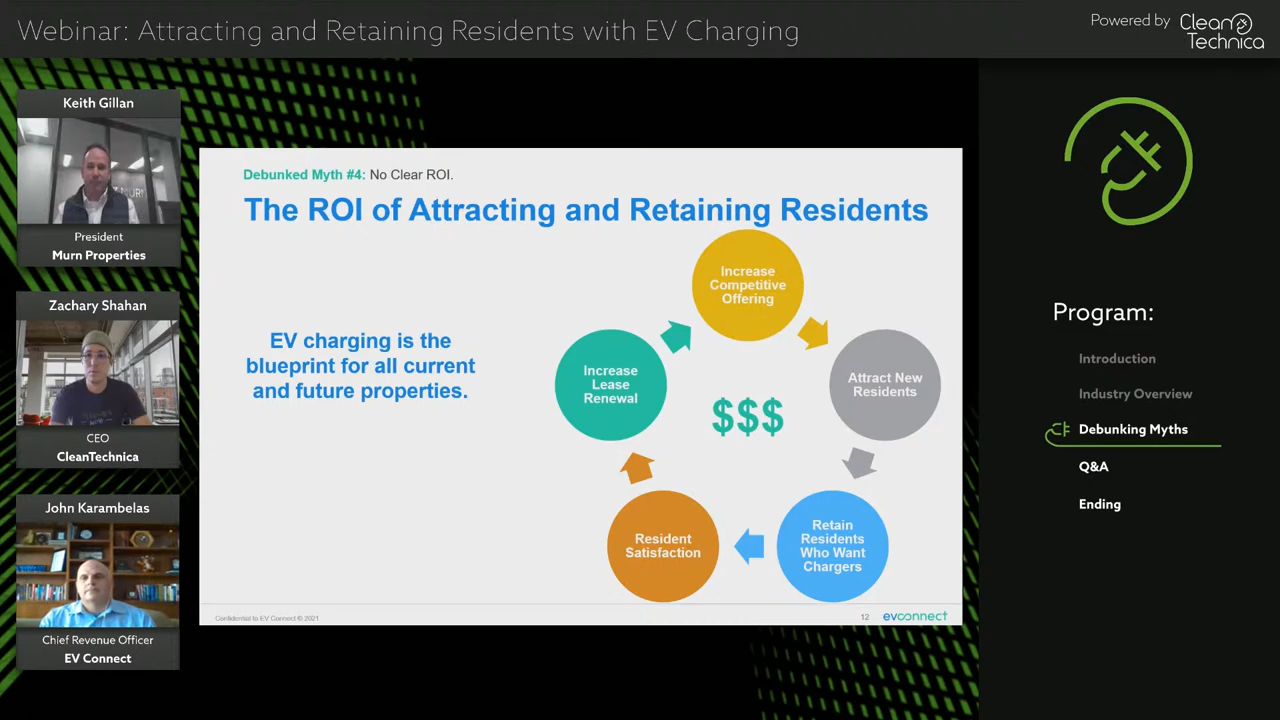 Webinar: Attracting and Retaining Residents with EV Charging
Powered by
Clean
Technica
Keith Gillan
President
Murn Properties
Zachary Shahan
CEO
CleanTechnica
John Karambelas
Chief Revenue Officer
EV Connect
Debunked Myth #4: No Clear ROI.
The ROI of Attracting and Retaining Residents
EV charging is the
blueprint for all current
and future properties.
Increase
Competitive
Offering
Attract New
Residents
Retain
Residents
Who Want
Chargers
Resident
Satisfaction
Increase
Lease
Renewal
$$$
Confidential to EV Connect © 2021
12
evconnect
Program:
Introduction
Industry Overview
Debunking Myths
Q&A
Ending